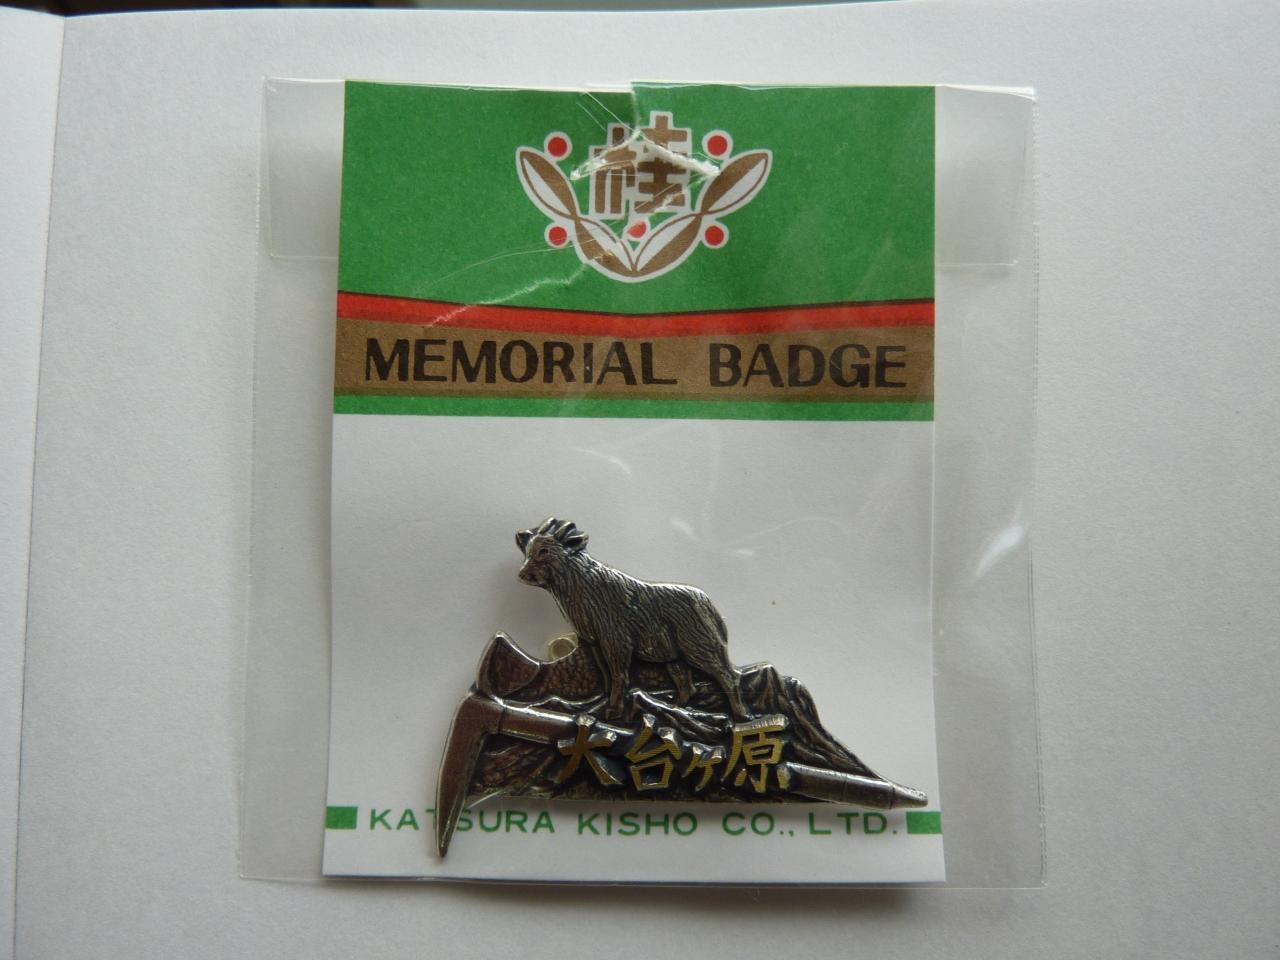 桂
MEMORIAL BADGE
大台ヶ原
KATSURA KISHO CO., LTD.